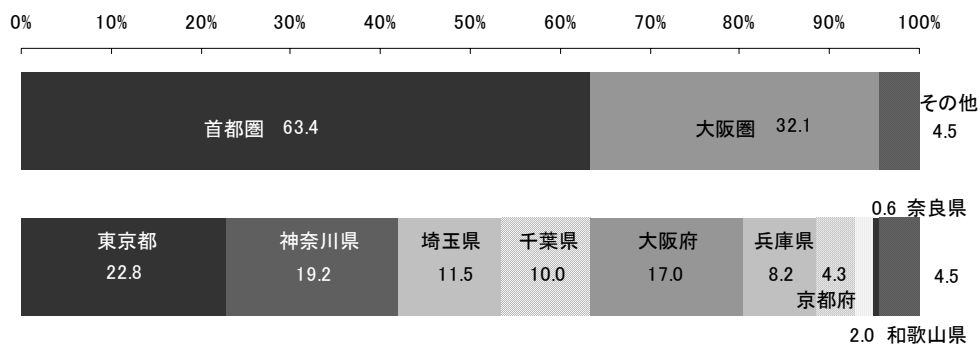 0% 10% 20% 30% 40% 50% 60% 70% 80% 90% 100%
首都圏 63.4
大阪圏 32.1
その他
4.5
0.6 奈良県
東京都
22.8
神奈川県
19.2
埼玉県
11.5
千葉県
10.0
大阪府
17.0
兵庫県
8.2
4.3
京都府
4.5
2.0 和歌山県